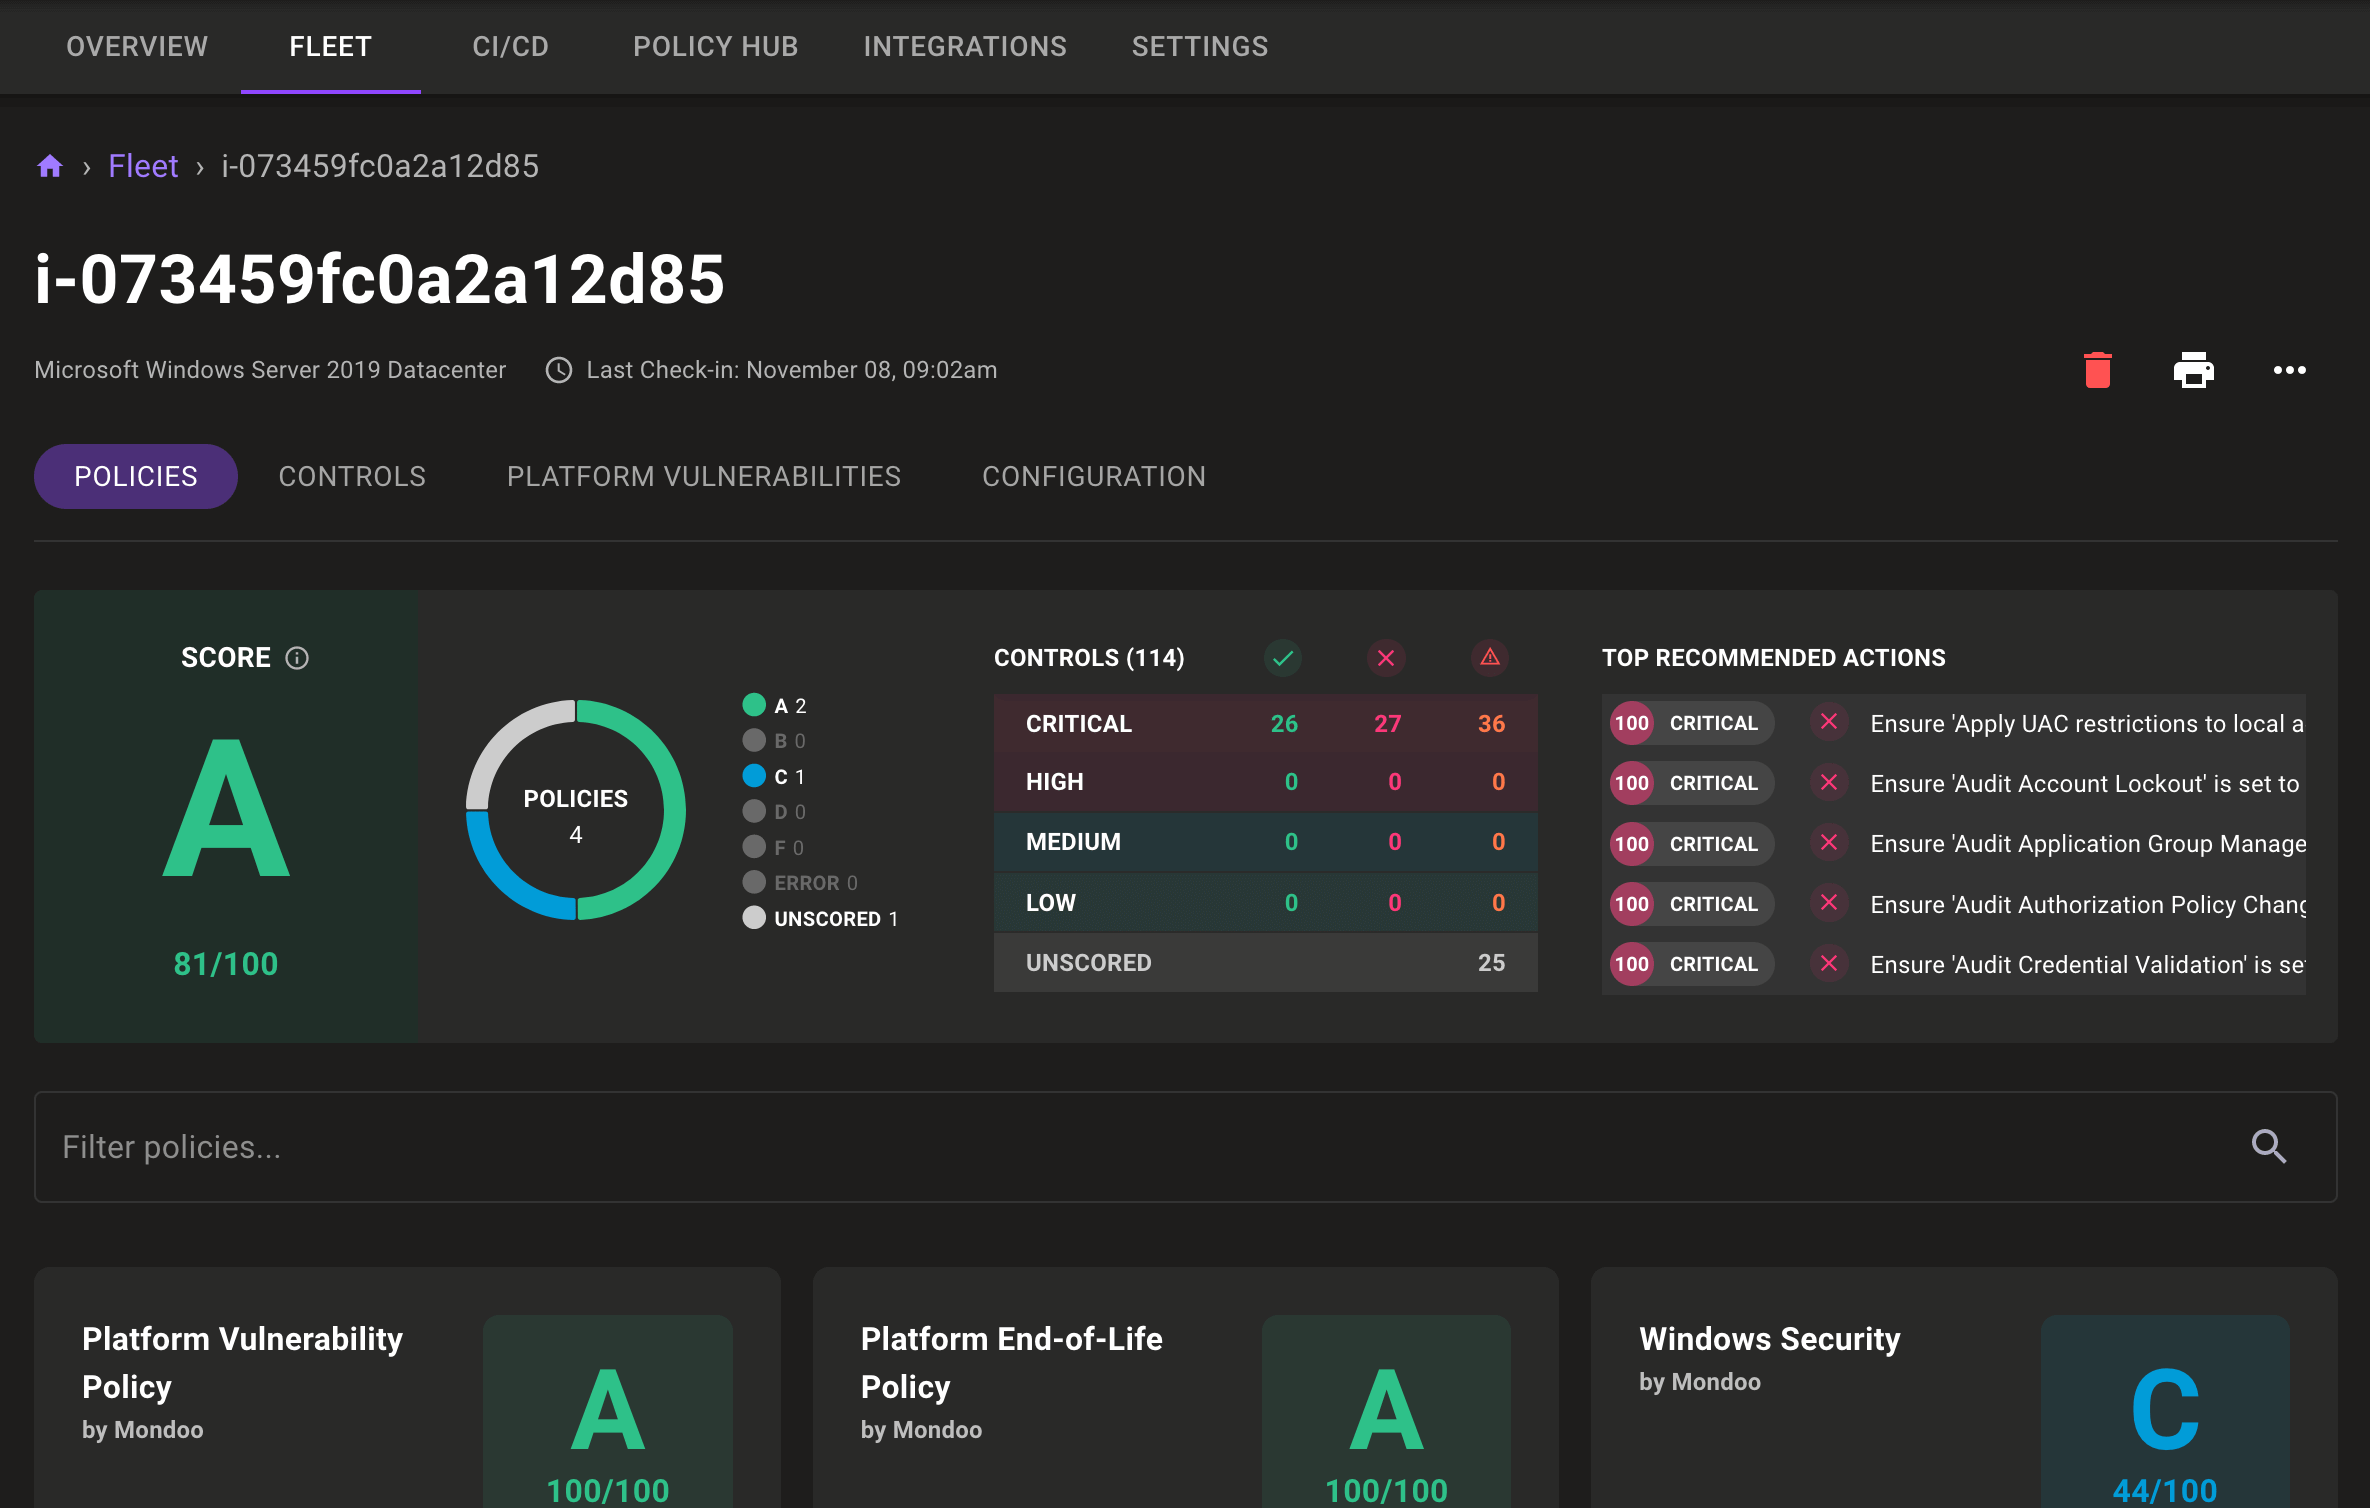 OVERVIEW FLEET CI/CD POLICY HUB INTEGRATIONS SETTINGS
› Fleet › i-073459fc0a2a12d85
i-073459fc0a2a12d85
Microsoft Windows Server 2019 Datacenter Last Check-in: November 08, 09:02am
POLICIES CONTROLS PLATFORM VULNERABILITIES CONFIGURATION
SCORE
A
81/100
POLICIES
4
A 2
B 0
C 1
D 0
F 0
ERROR 0
UNSCORED 1
CONTROLS (114)
CRITICAL 26 27 36
HIGH 0 0 0
MEDIUM 0 0 0
LOW 0 0 0
UNSCORED 25
TOP RECOMMENDED ACTIONS
100 CRITICAL Ensure 'Apply UAC restrictions to local a
100 CRITICAL Ensure 'Audit Account Lockout' is set to
100 CRITICAL Ensure 'Audit Application Group Manage
100 CRITICAL Ensure 'Audit Authorization Policy Chang
100 CRITICAL Ensure 'Audit Credential Validation' is set
Filter policies...
Platform Vulnerability
Policy
by Mondoo
A
100/100
Platform End-of-Life
Policy
by Mondoo
A
100/100
Windows Security
by Mondoo
C
44/100